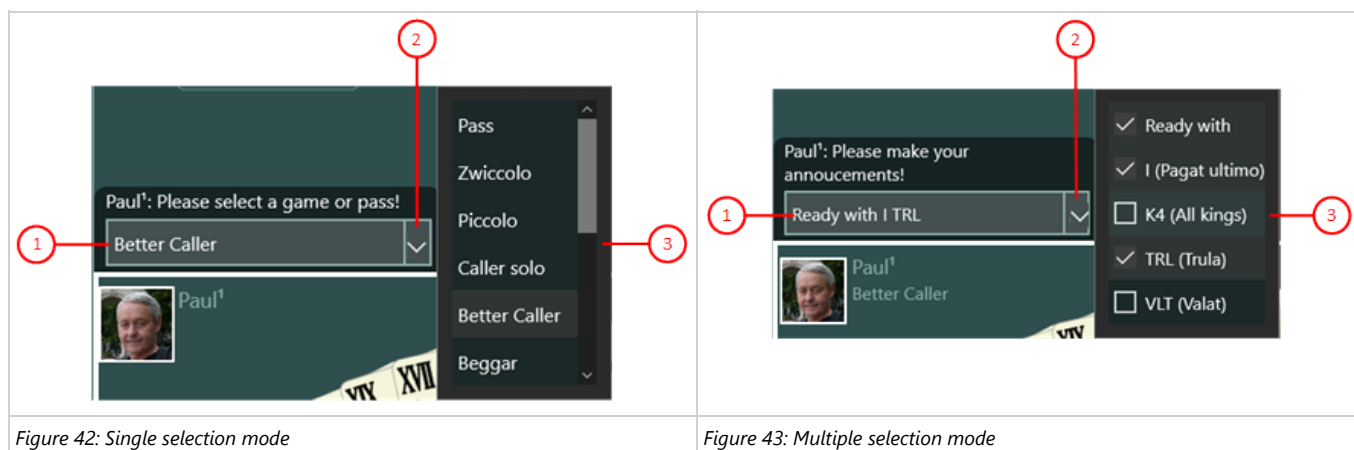 2
Pass
Zwiccolo
Piccolo
Caller solo
Better Caller
Beggar
Paul¹: Please select a game or pass!
1
Better Caller
3
Paul¹
XIX XVII
Figure 42: Single selection mode
2
Ready with
I (Pagat ultimo)
K4 (All kings)
TRL (Trula)
VLT (Valat)
Paul¹: Please make your
annoucements!
1
Ready with I TRL
3
Paul¹
Better Caller
XIX
Figure 43: Multiple selection mode